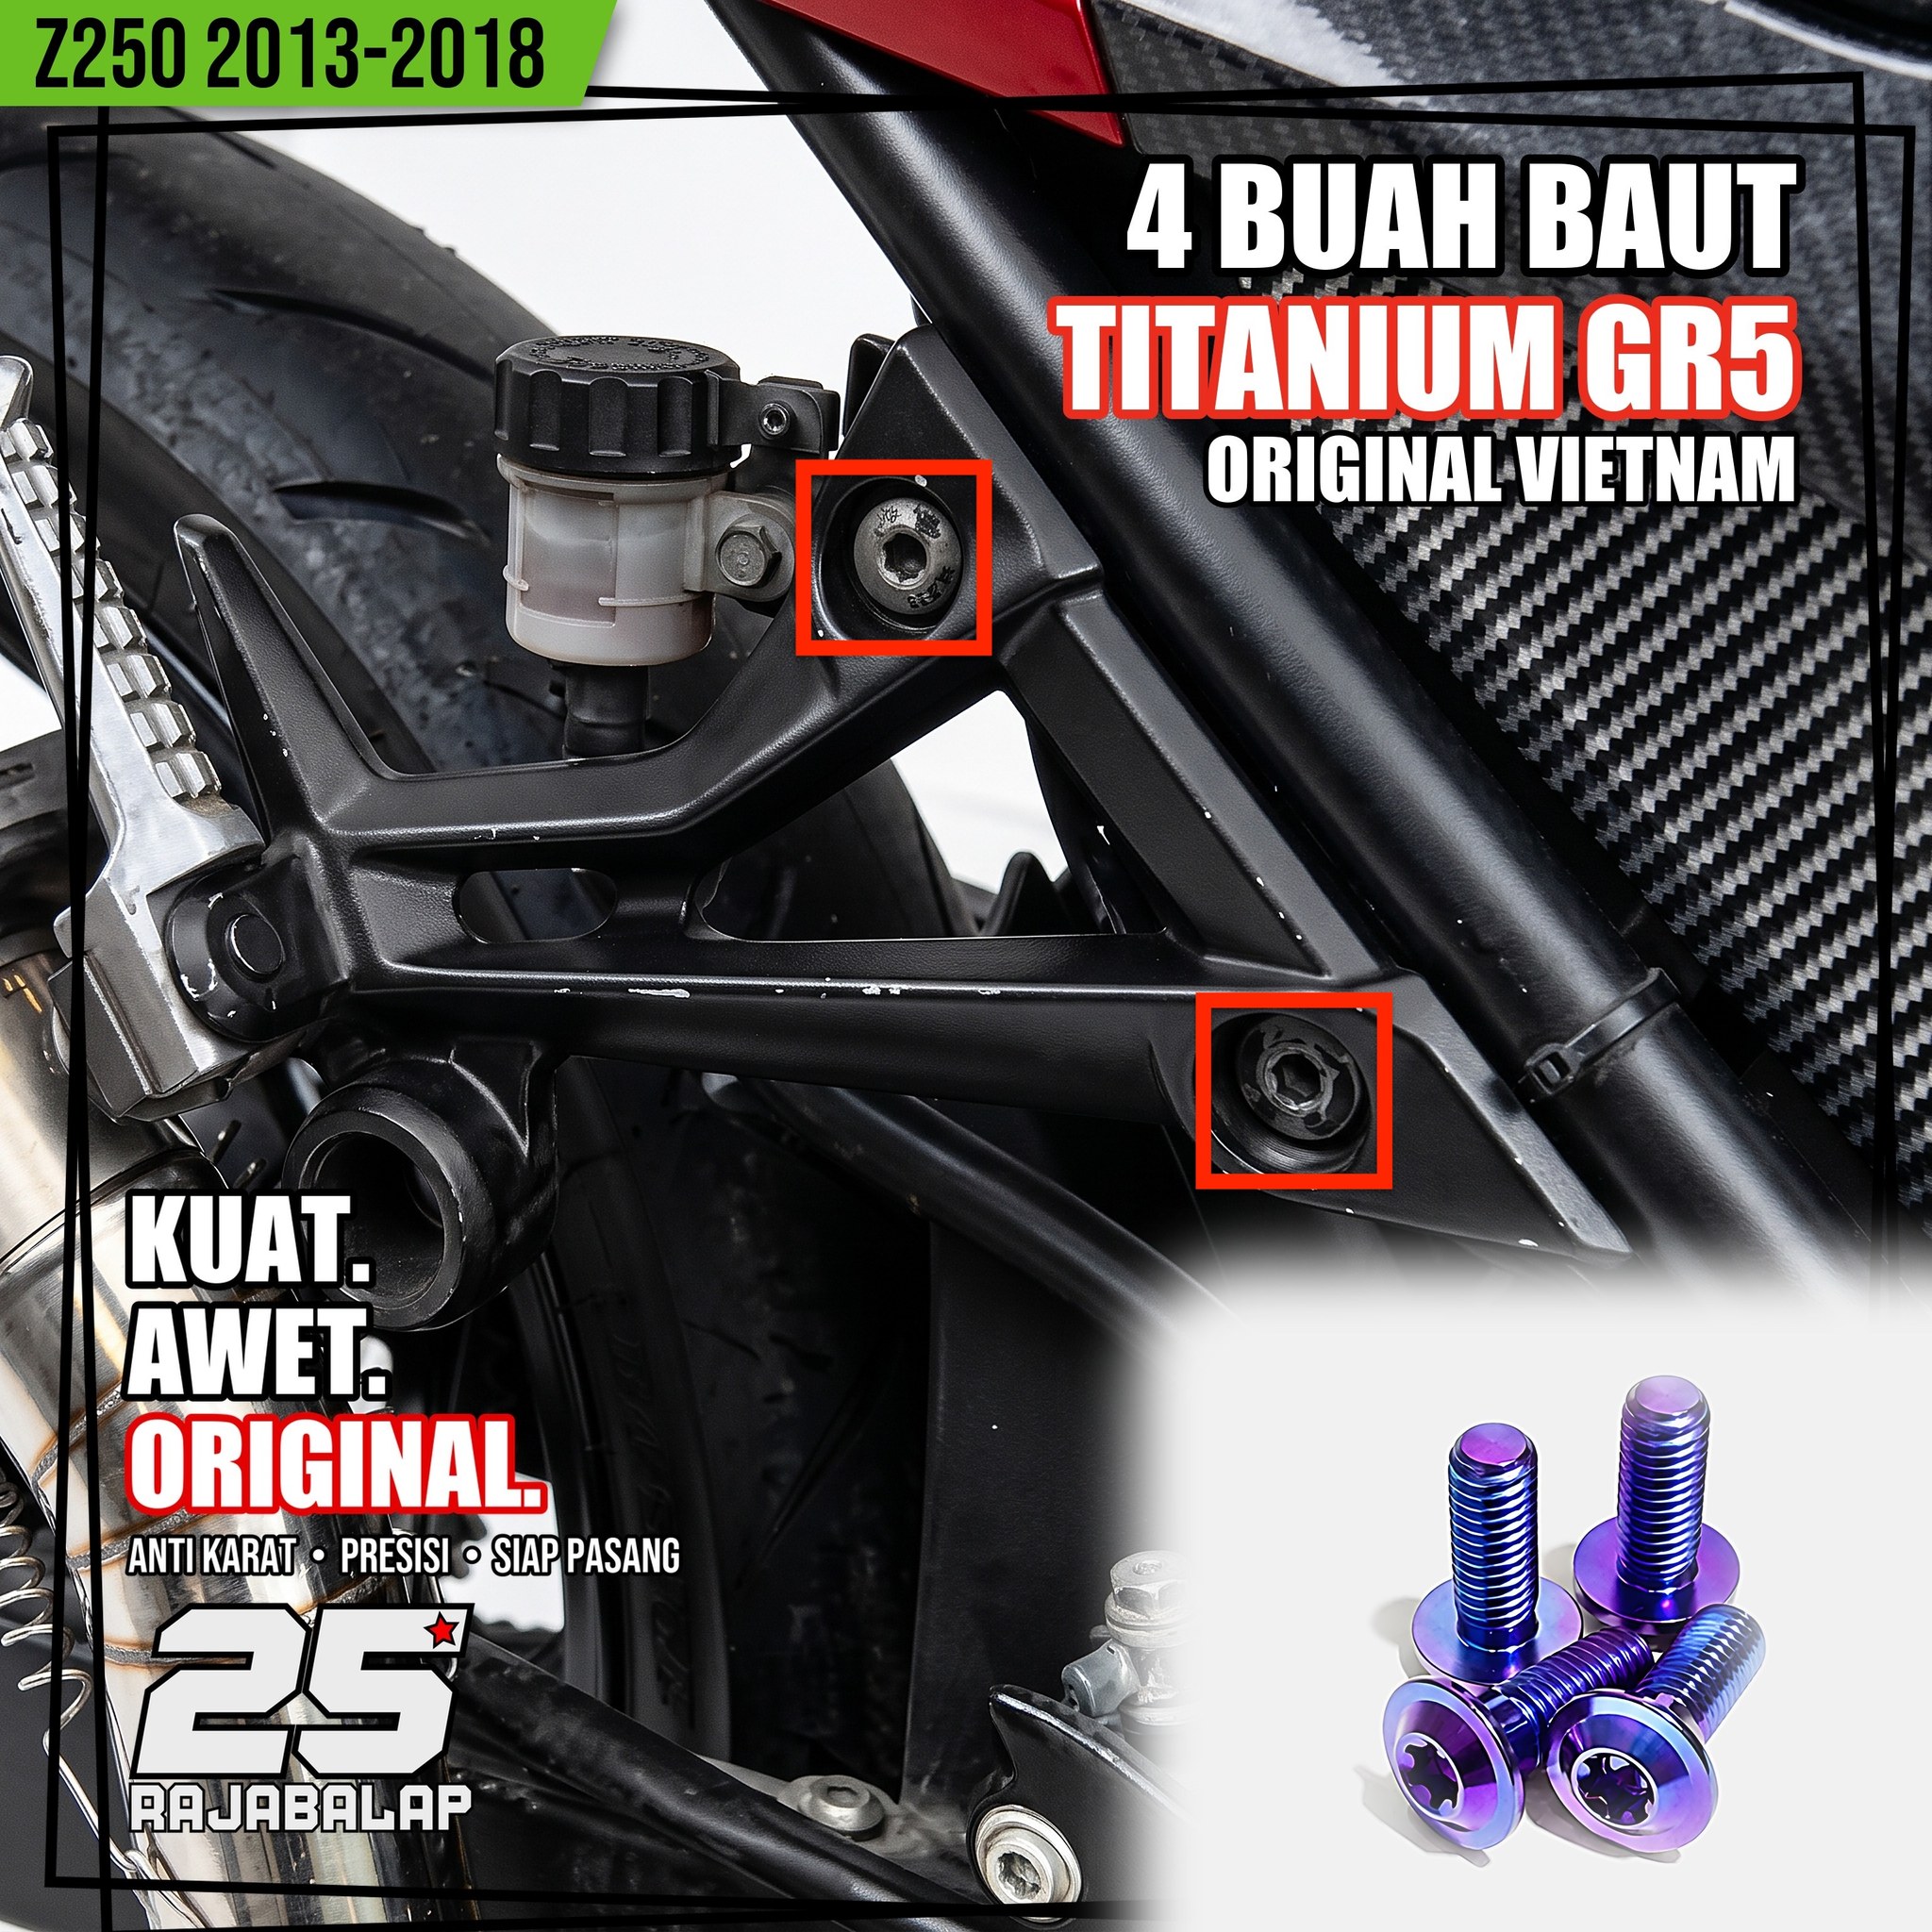 Z250 2013-2018
4 BUAH BAUT
TITANIUM GR5
ORIGINAL VIETNAM
KUAT.
AWET.
ORIGINAL.
ANTI KARAT • PRESISI • SIAP PASANG
25
RAJABALAP